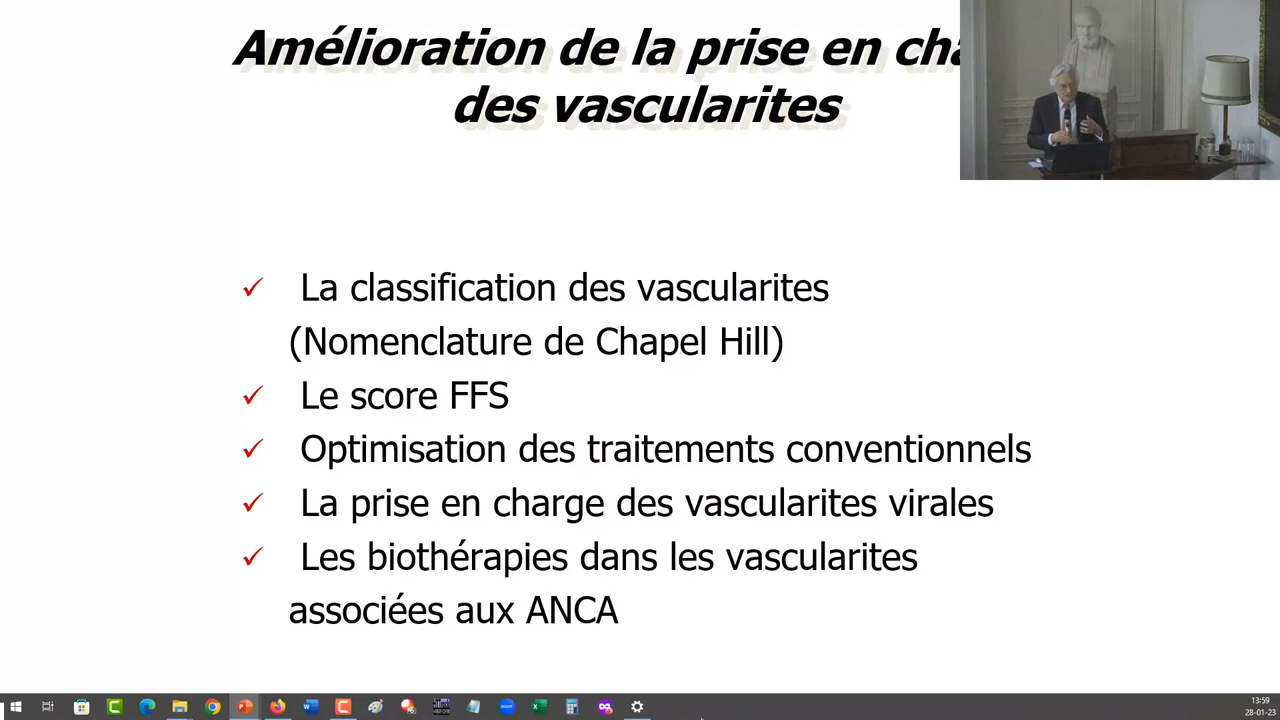 Amélioration de la prise en cha
des vascularites
La classification des vascularites
(Nomenclature de Chapel Hill)
Le score FFS
Optimisation des traitements conventionnels
La prise en charge des vascularites virales
Les biothérapies dans les vascularites
associées aux ANCA
13:59
28-01-23